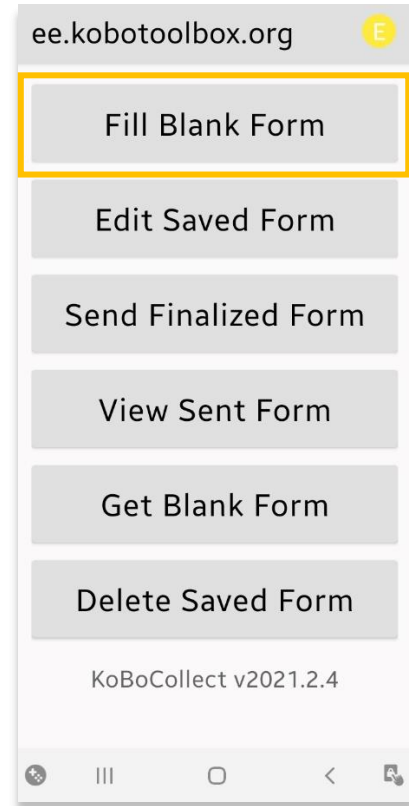 ee.kobotoolbox.org E
Fill Blank Form
Edit Saved Form
Send Finalized Form
View Sent Form
Get Blank Form
Delete Saved Form
KoBoCollect v2021.2.4